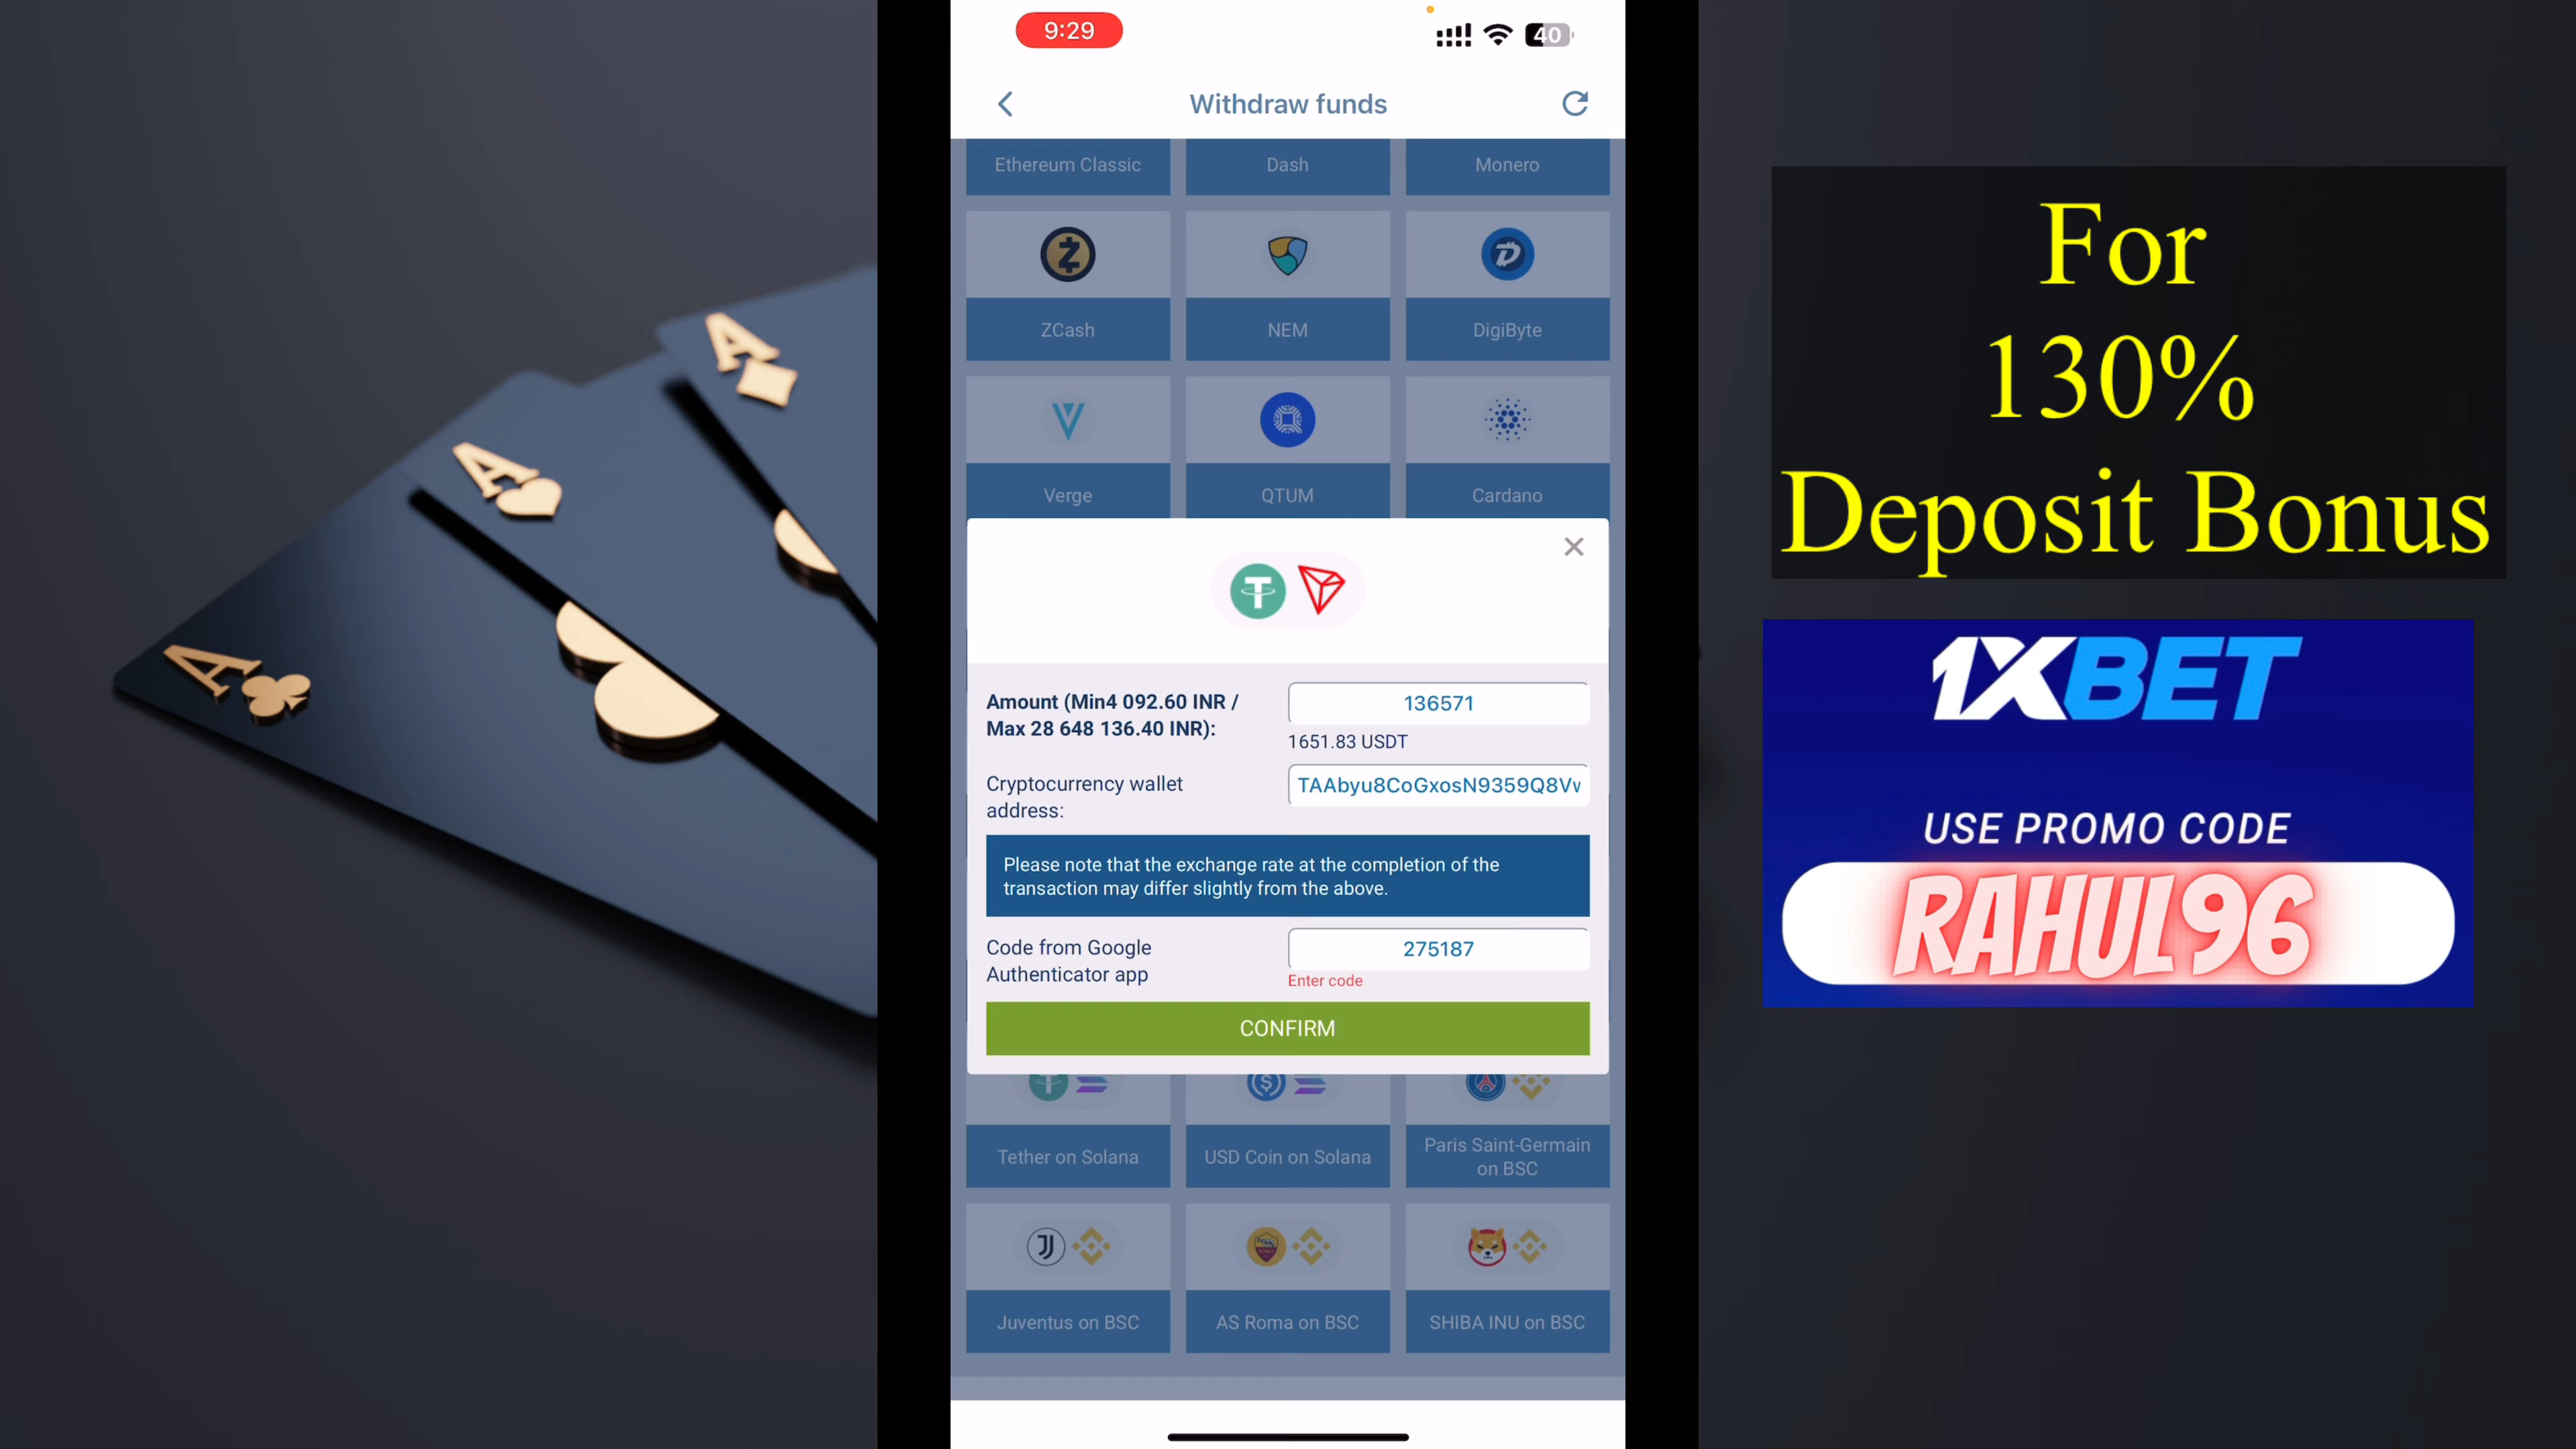 9:29
40
Withdraw funds
Ethereum Classic
Dash
Monero
ZCash
NEM
DigiByte
Verge
QTUM
Cardano
Amount (Min4 092.60 INR /
Max 28 648 136.40 INR):
136571
1651.83 USDT
Cryptocurrency wallet
address:
TAAbyu8CoGxosN9359Q8V
Please note that the exchange rate at the completion of the
transaction may differ slightly from the above.
Code from Google
Authenticator app
275187
Enter code
CONFIRM
Tether on Solana
USD Coin on Solana
Paris Saint-Germain
on BSC
Juventus on BSC
AS Roma on BSC
SHIBA INU on BSC
A
A
A
For
130%
Deposit Bonus
1XBET
USE PROMO CODE
RAHUL96